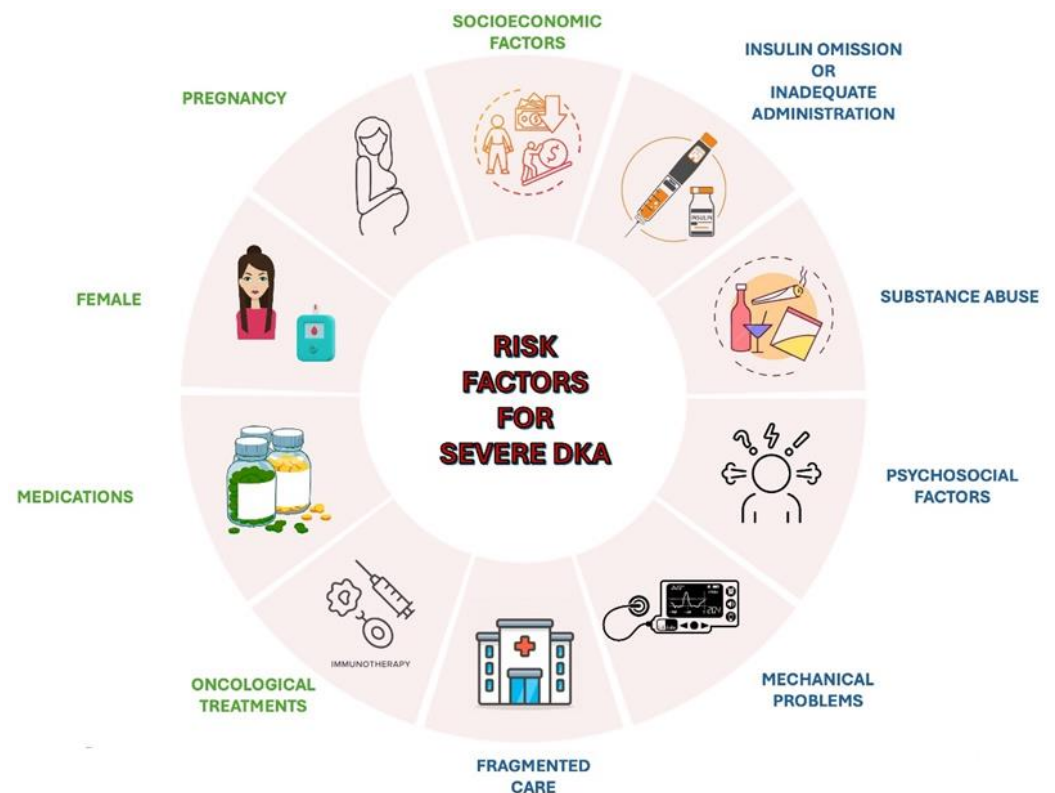 SOCIOECONOMIC
FACTORS
INSULIN OMISSION
OR
INADEQUATE
ADMINISTRATION
PREGNANCY
INSULIN
FEMALE
SUBSTANCE ABUSE
RISK
FACTORS
FOR
SEVERE DKA
MEDICATIONS
PSYCHOSOCIAL
FACTORS
IMMUNOTHERAPY
ONCOLOGICAL
TREATMENTS
MECHANICAL
PROBLEMS
FRAGMENTED
CARE